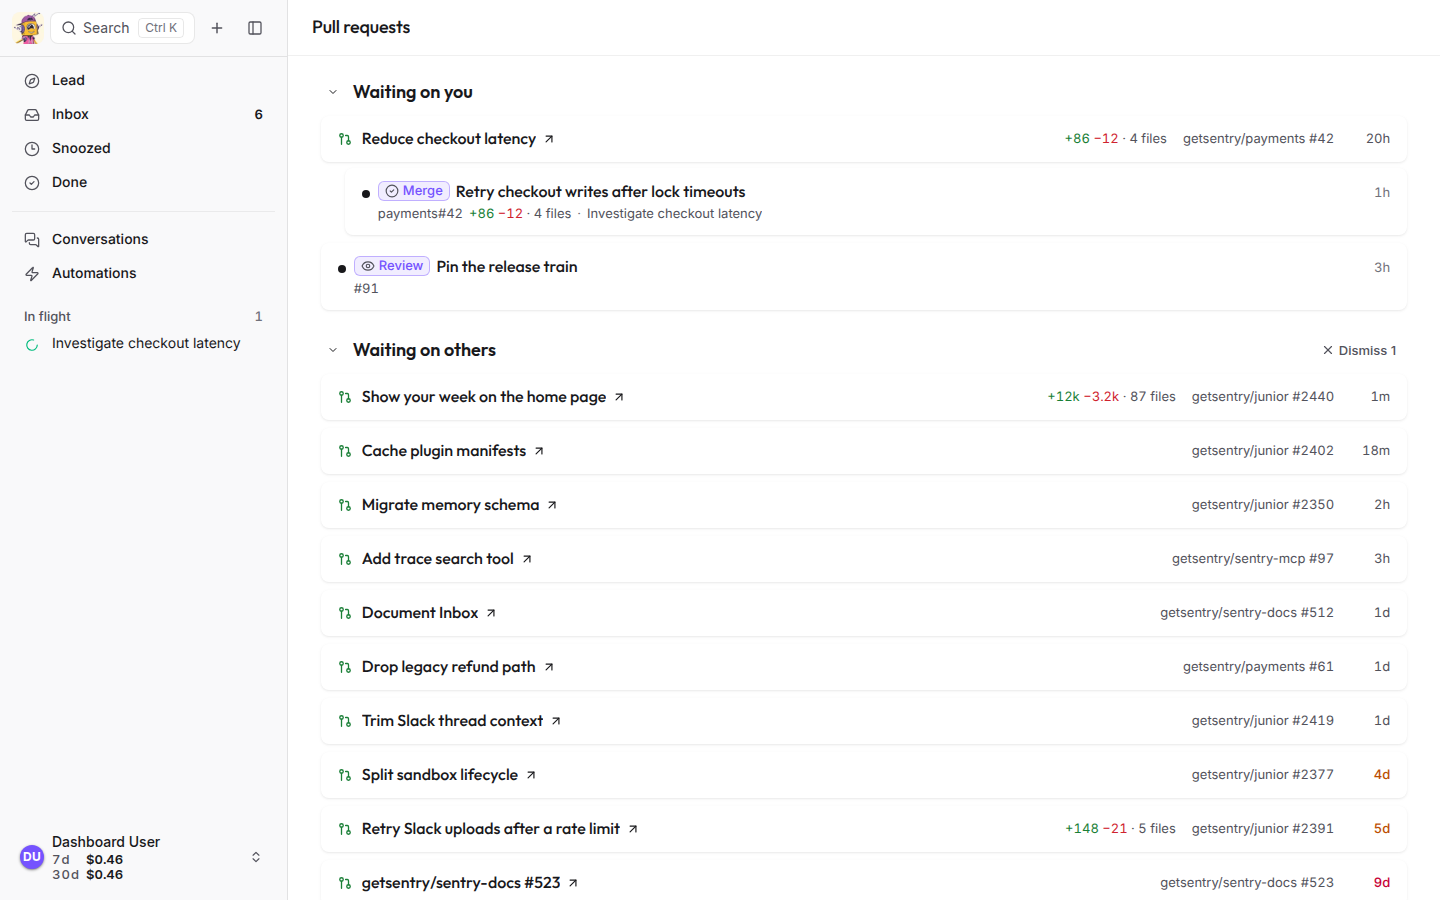 Search Ctrl K
Pull requests
Lead
Inbox 6
Snoozed
Done
Conversations
Automations
In flight 1
Investigate checkout latency
Dashboard User
DU
7d $0.46
30d $0.46
Waiting on you
Reduce checkout latency +86 −12 · 4 files getsentry/payments #42 20h
Merge Retry checkout writes after lock timeouts 1h
payments#42 +86 −12 · 4 files · Investigate checkout latency
Review Pin the release train 3h
#91
Waiting on others Dismiss 1
Show your week on the home page +12k −3.2k · 87 files getsentry/junior #2440 1m
Cache plugin manifests getsentry/junior #2402 18m
Migrate memory schema getsentry/junior #2350 2h
Add trace search tool getsentry/sentry-mcp #97 3h
Document Inbox getsentry/sentry-docs #512 1d
Drop legacy refund path getsentry/payments #61 1d
Trim Slack thread context getsentry/junior #2419 1d
Split sandbox lifecycle getsentry/junior #2377 4d
Retry Slack uploads after a rate limit +148 −21 · 5 files getsentry/junior #2391 5d
getsentry/sentry-docs #523 getsentry/sentry-docs #523 9d